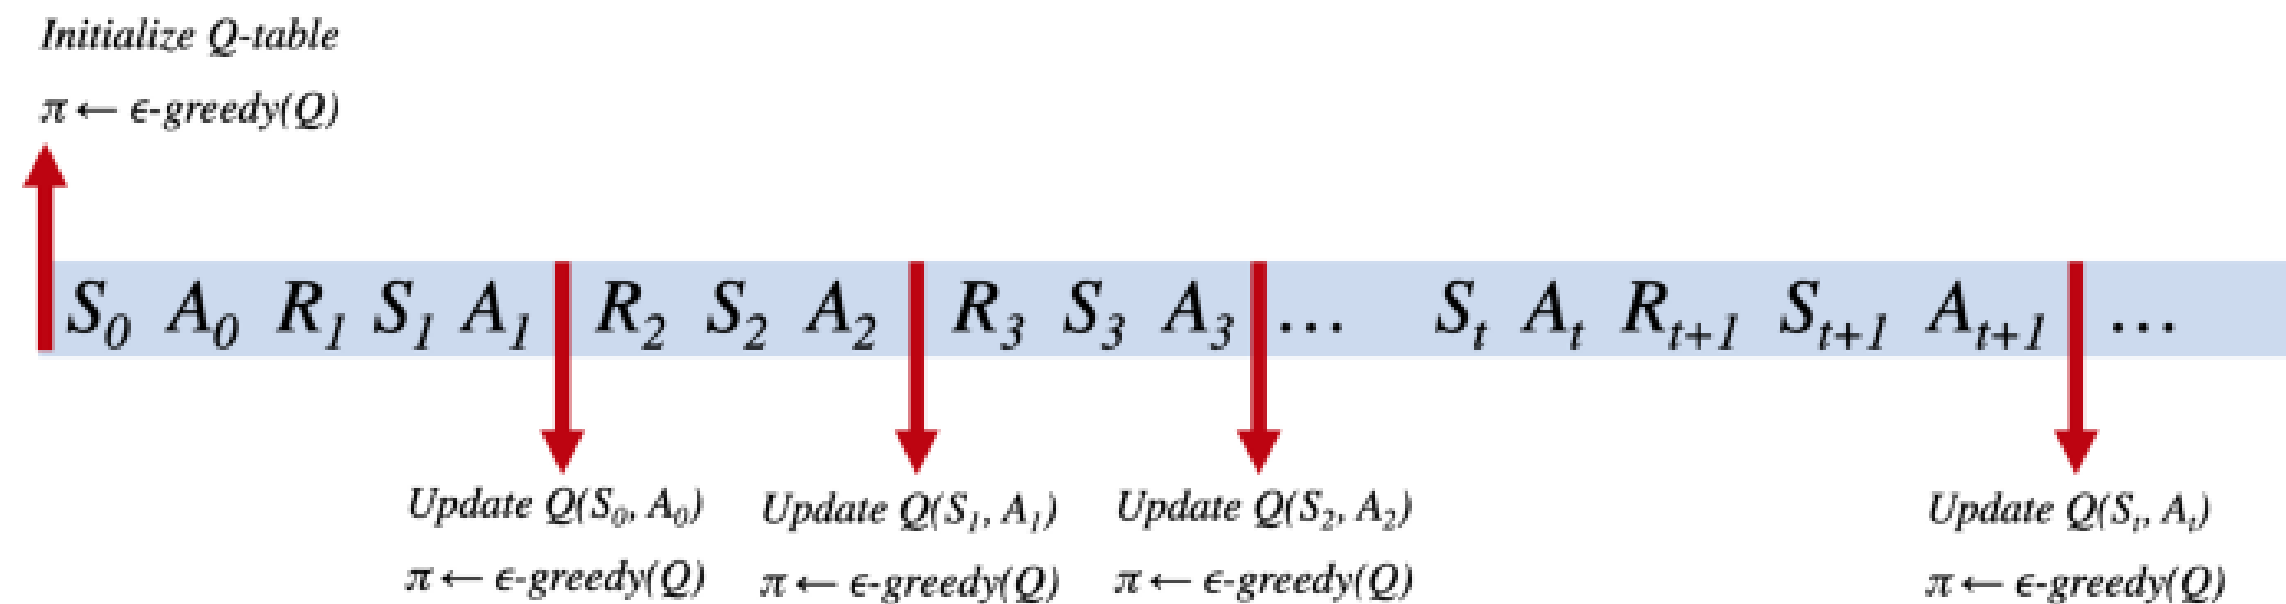 Initialize Q-table
π ← ϵ-greedy(Q)
S₀ A₀ R₁ S₁ A₁ R₂ S₂ A₂ R₃ S₃ A₃ ... Sₜ Aₜ Rₜ₊₁ Sₜ₊₁ Aₜ₊₁ ...
Update Q(S₀, A₀)
π ← ϵ-greedy(Q)
Update Q(S₁, A₁)
π ← ϵ-greedy(Q)
Update Q(S₂, A₂)
π ← ϵ-greedy(Q)
Update Q(Sₜ, Aₜ)
π ← ϵ-greedy(Q)